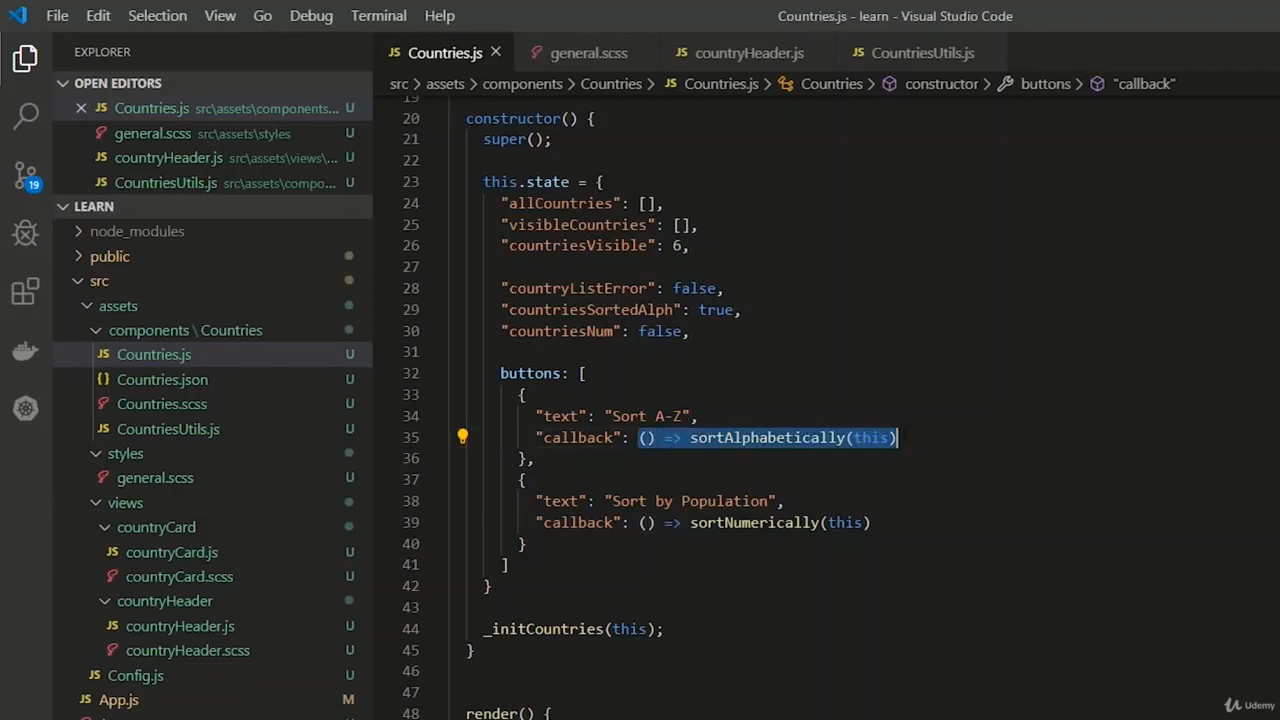 File Edit Selection View Go Debug Terminal Help Countries.js - learn - Visual Studio Code
EXPLORER
OPEN EDITORS
Countries.js src\assets\components... U
general.scss src\assets\styles U
countryHeader.js src\assets\views\... U
CountriesUtils.js src\assets\compo... U
19
LEARN
node_modules
public
src
assets
components \ Countries
Countries.js U
Countries.json U
Countries.scss U
CountriesUtils.js U
styles
general.scss U
views
countryCard
countryCard.js U
countryCard.scss U
countryHeader
countryHeader.js U
countryHeader.scss U
Config.js U
App.js M
Countries.js general.scss countryHeader.js CountriesUtils.js
src > assets > components > Countries > Countries.js > Countries > constructor > buttons > "callback"
19
20 constructor() {
21 super();
22
23 this.state = {
24 "allCountries": [],
25 "visibleCountries": [],
26 "countriesVisible": 6,
27
28 "countryListError": false,
29 "countriesSortedAlph": true,
30 "countriesNum": false,
31
32 buttons: [
33 {
34 "text": "Sort A-Z",
35 "callback": () => sortAlphabetically(this)
36 },
37 {
38 "text": "Sort by Population",
39 "callback": () => sortNumerically(this)
40 }
41 ]
42 }
43
44 _initCountries(this);
45 }
46
47
48 render() {
Udemy